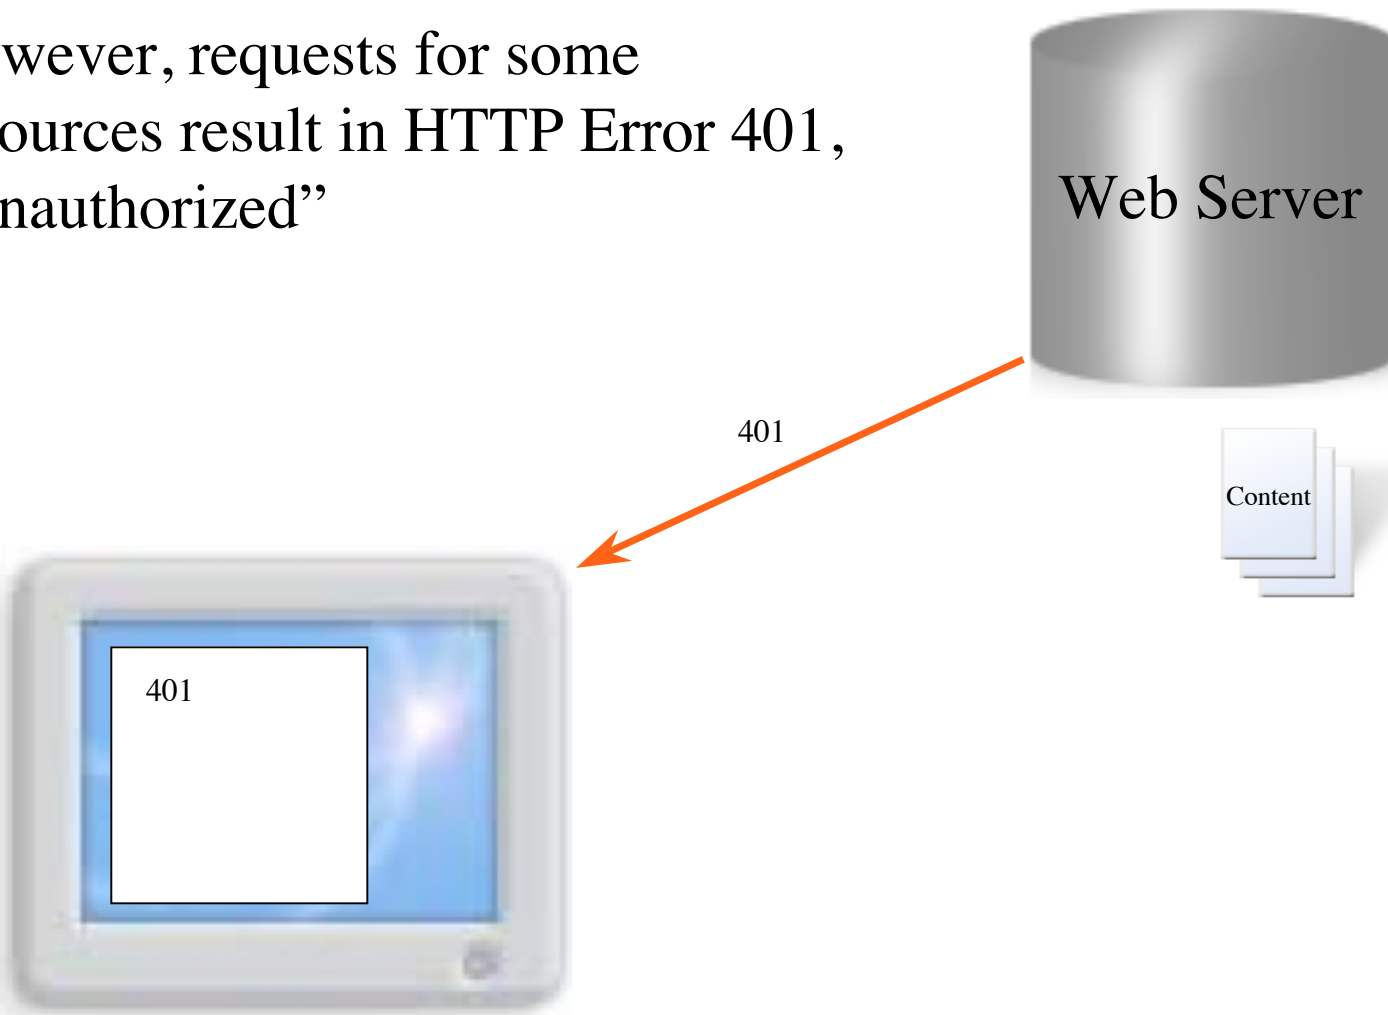 wever, requests for some
ources result in HTTP Error 401,
nauthorized”
Web Server
401
Content
401